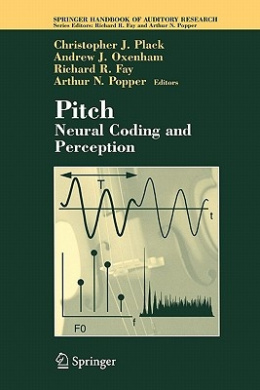 SPRINGER HANDBOOK OF AUDITORY RESEARCH
Series Editors: Richard R. Fay and Arthur N. Popper
Christopher J. Plack
Andrew J. Oxenham
Richard R. Fay
Arthur N. Popper Editors
Pitch
Neural Coding and
Perception
T
t
F0
f
Springer